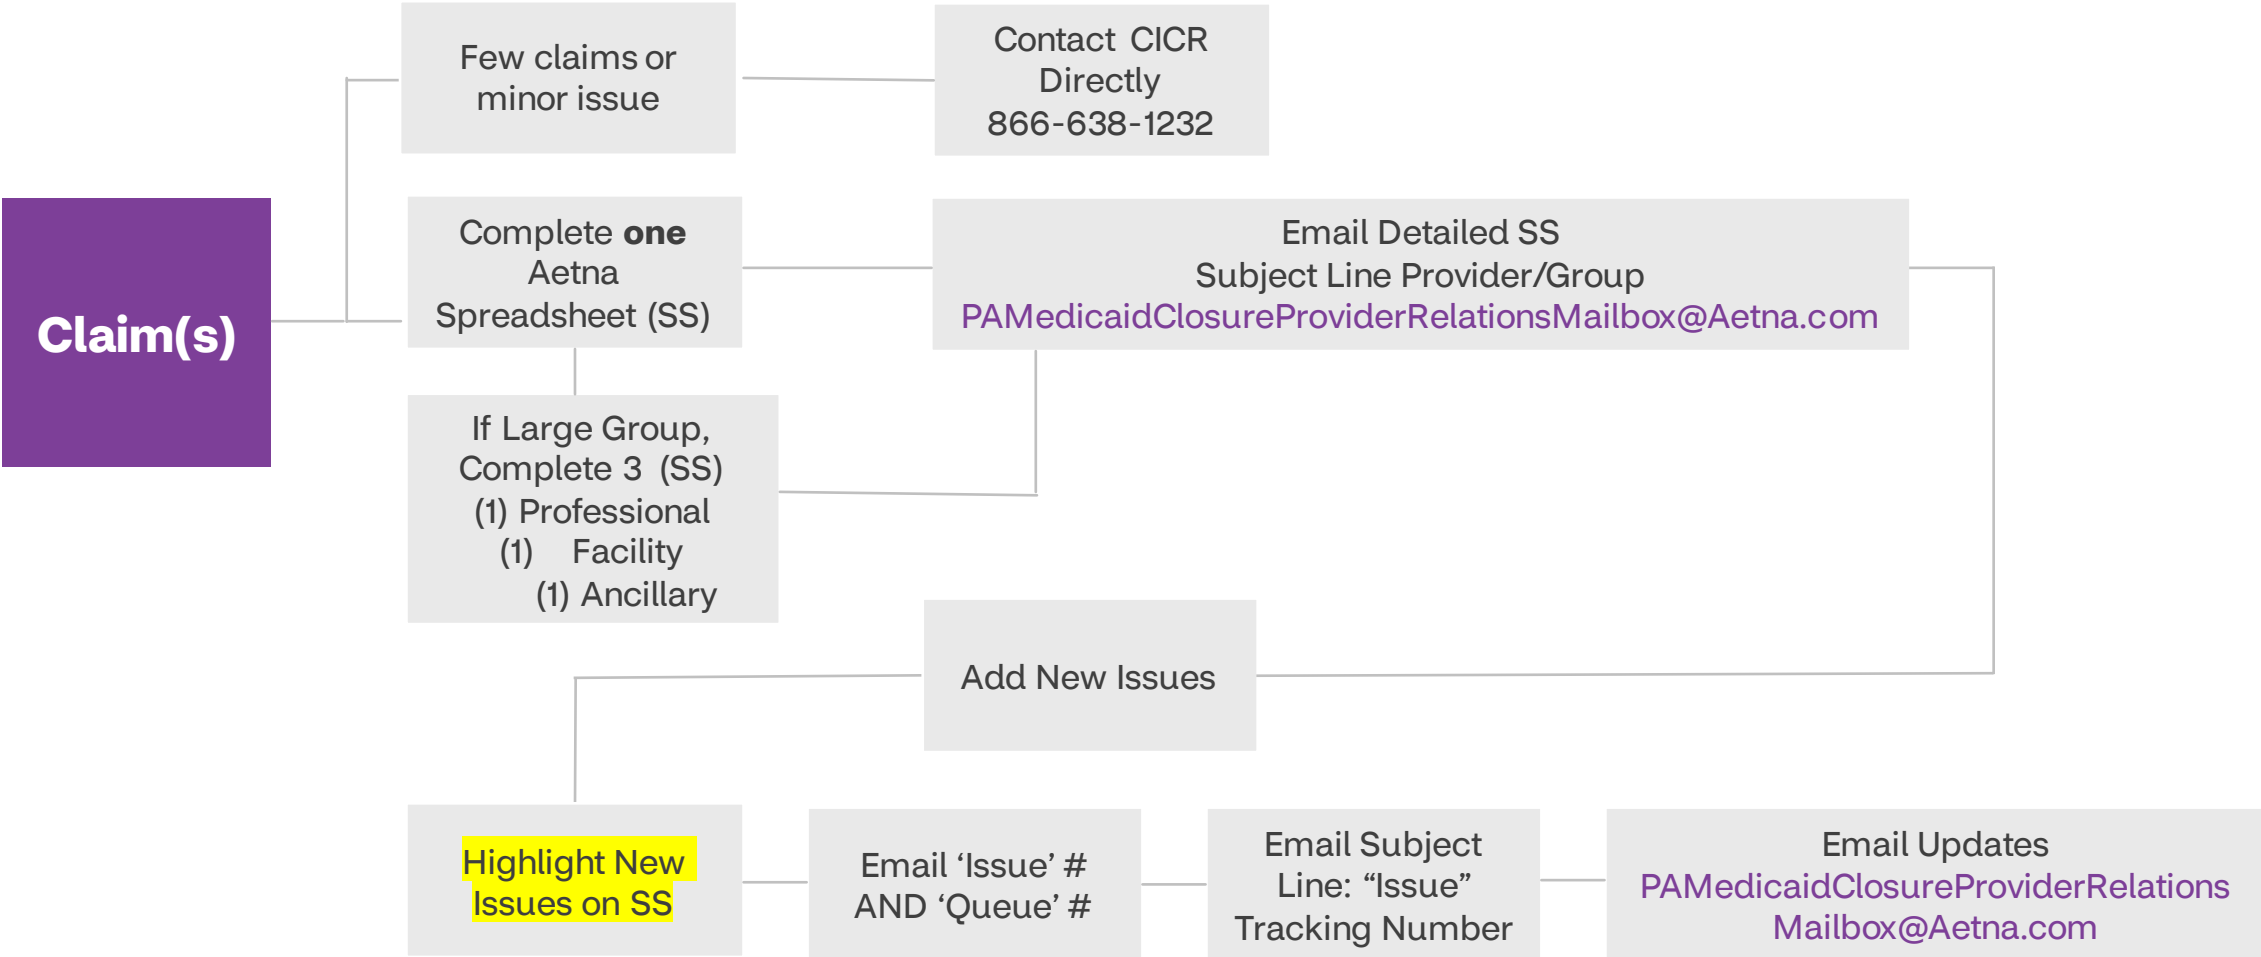 Few claims or
minor issue
Contact CICR
Directly
866-638-1232
Claim(s)
Complete one
Aetna
Spreadsheet (SS)
Email Detailed SS
Subject Line Provider/Group
PAMedicaidClosureProviderRelationsMailbox@Aetna.com
If Large Group,
Complete 3 (SS)
(1) Professional
(1) Facility
(1) Ancillary
Add New Issues
Highlight New
Issues on SS
Email ‘Issue’ #
AND ‘Queue’ #
Email Subject
Line: “Issue”
Tracking Number
Email Updates
PAMedicaidClosureProviderRelations
Mailbox@Aetna.com